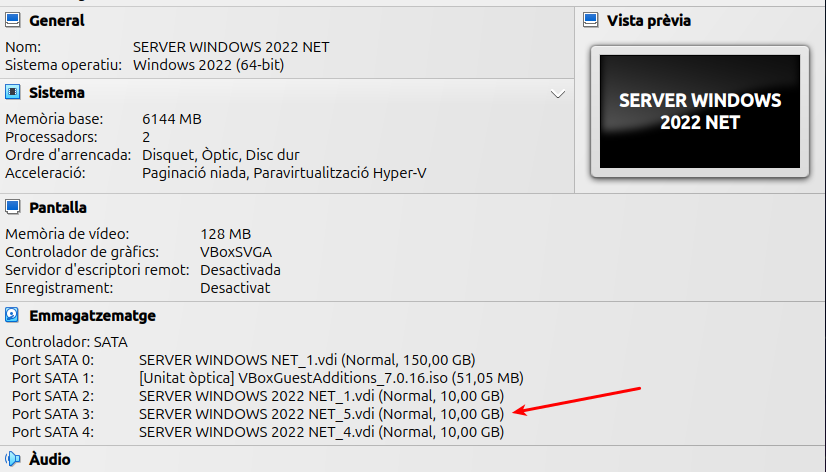 General
Nom: SERVER WINDOWS 2022 NET
Sistema operatiu: Windows 2022 (64-bit)
Sistema
Memòria base: 6144 MB
Processadors: 2
Ordre d'arrencada: Disquet, Òptic, Disc dur
Acceleració: Paginació niada, Paravirtualització Hyper-V
Vista prèvia
SERVER WINDOWS
2022 NET
Pantalla
Memòria de vídeo: 128 MB
Controlador de gràfics: VBoxSVGA
Servidor d'escriptori remot: Desactivada
Enregistrament: Desactivat
Emmagatzematge
Controlador: SATA
Port SATA 0: SERVER WINDOWS NET_1.vdi (Normal, 150,00 GB)
Port SATA 1: [Unitat òptica] VBoxGuestAdditions_7.0.16.iso (51,05 MB)
Port SATA 2: SERVER WINDOWS 2022 NET_1.vdi (Normal, 10,00 GB)
Port SATA 3: SERVER WINDOWS 2022 NET_5.vdi (Normal, 10,00 GB)
Port SATA 4: SERVER WINDOWS 2022 NET_4.vdi (Normal, 10,00 GB)
Àudio